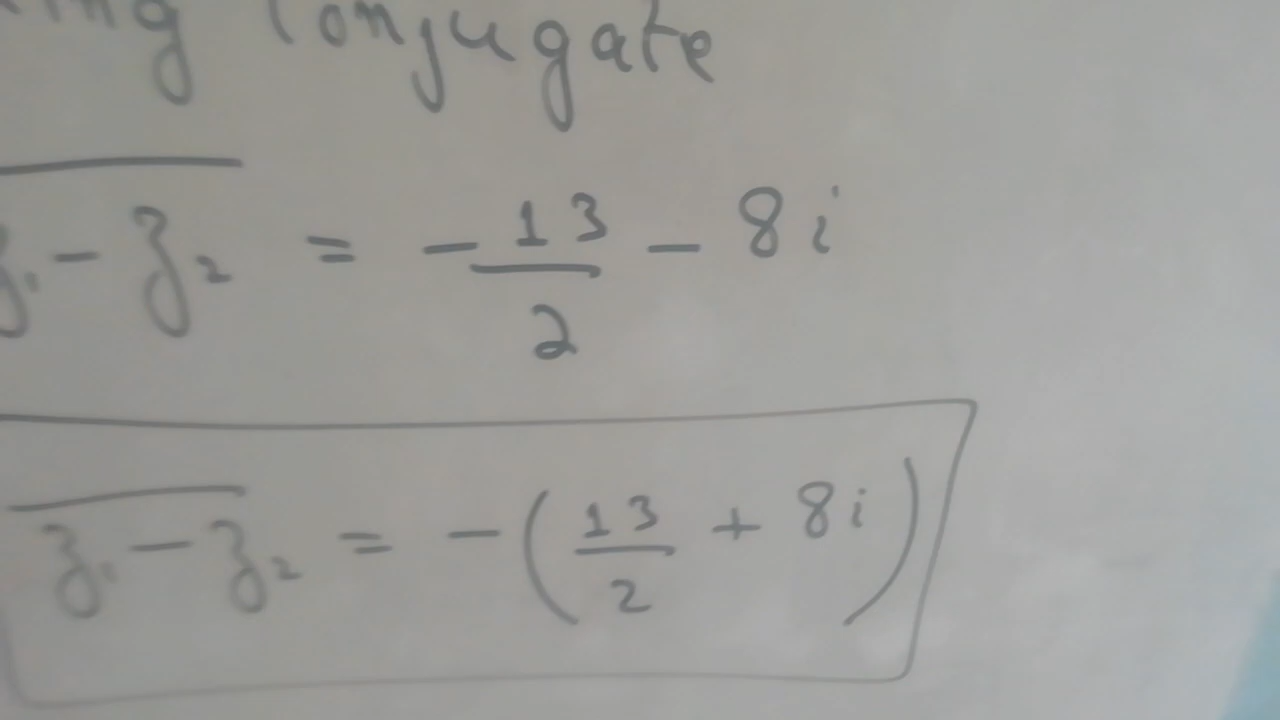 conjugate
z₁ - z₂ = - 13/2 - 8i
z₁ - z₂ = - ( 13/2 + 8i )